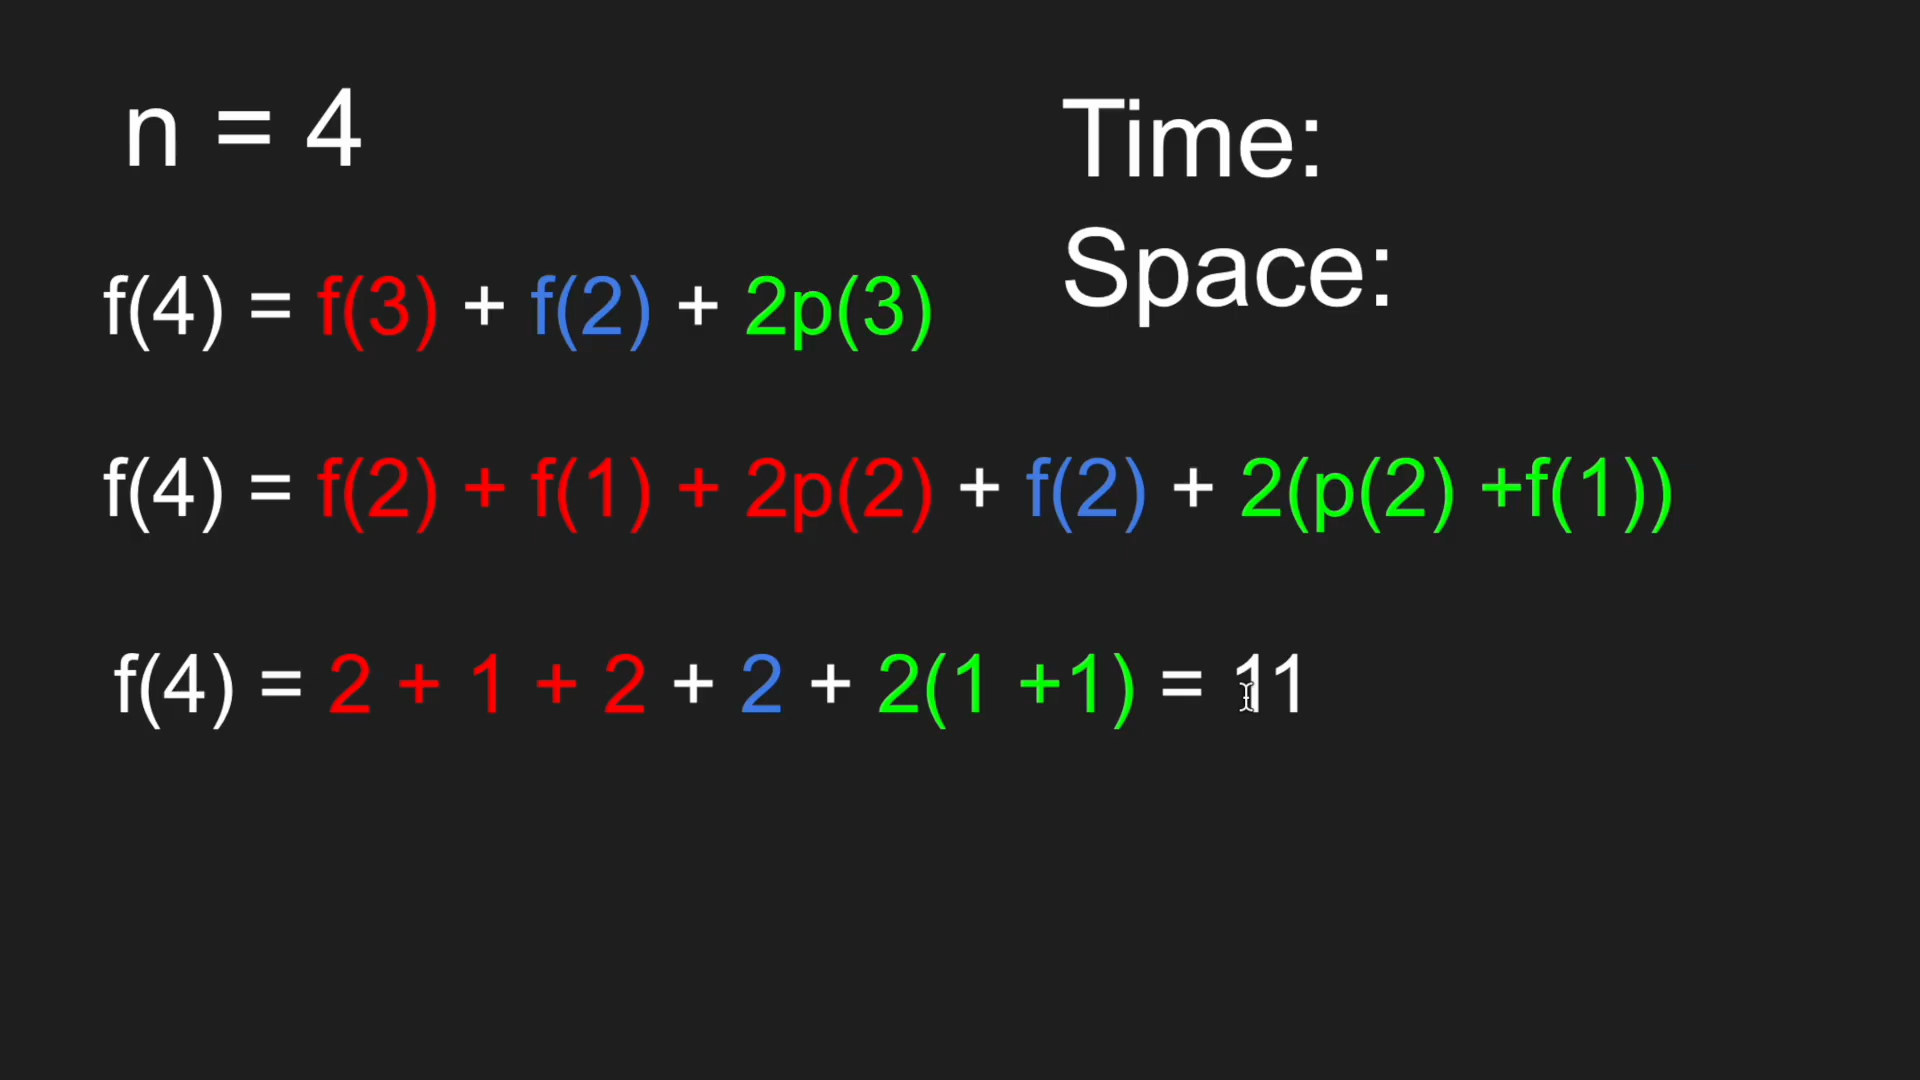 n = 4
Time:
Space:
f(4) = f(3) + f(2) + 2p(3)
f(4) = f(2) + f(1) + 2p(2) + f(2) + 2(p(2) +f(1))
f(4) = 2 + 1 + 2 + 2 + 2(1 +1) = 11